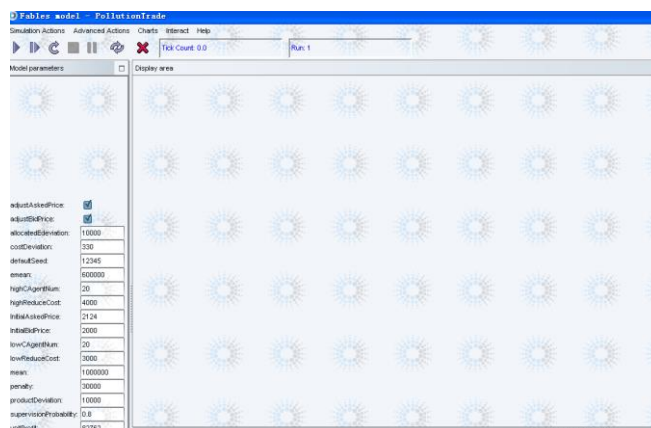 Fables model - PollutionTrade
Simulation Actions Advanced Actions Charts Interact Help
Tick Count: 0.0 Run: 1
Model parameters Display area
adjustAskedPrice:
adjustBidPrice:
allocatedEdeviation: 10000
costDeviation: 330
defaultSeed: 12345
emean: 600000
highCAgentNum: 20
highReduceCost: 4000
InitialAskedPrice: 2124
InitialBidPrice: 2000
lowCAgentNum: 20
lowReduceCost: 3000
mean: 1000000
penalty: 30000
productDeviation: 10000
supervisionProbability: 0.8